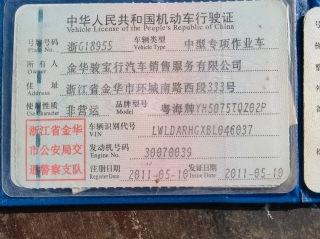 中华人民共和国机动车行驶证
Vehicle License of the People's Republic of China
号牌号码 浙G18955 车辆类型 中型专项作业车
Plate No. Vehicle Type
所有人 金华骏宝行汽车销售服务有限公司
Owner
住址 浙江省金华市环城南路西段333号
Address
使用性质 非营运 品牌型号 粤海牌YH5075TQZ02P
Use Character Model
浙江省金华 车辆识别代号 LWLDARHGXBL046037
市公安局交 VIN
通警察支队 发动机号码 30070039
Engine No.
注册日期 2011-05-10 发证日期 2011-05-10
Register Date Issue Date